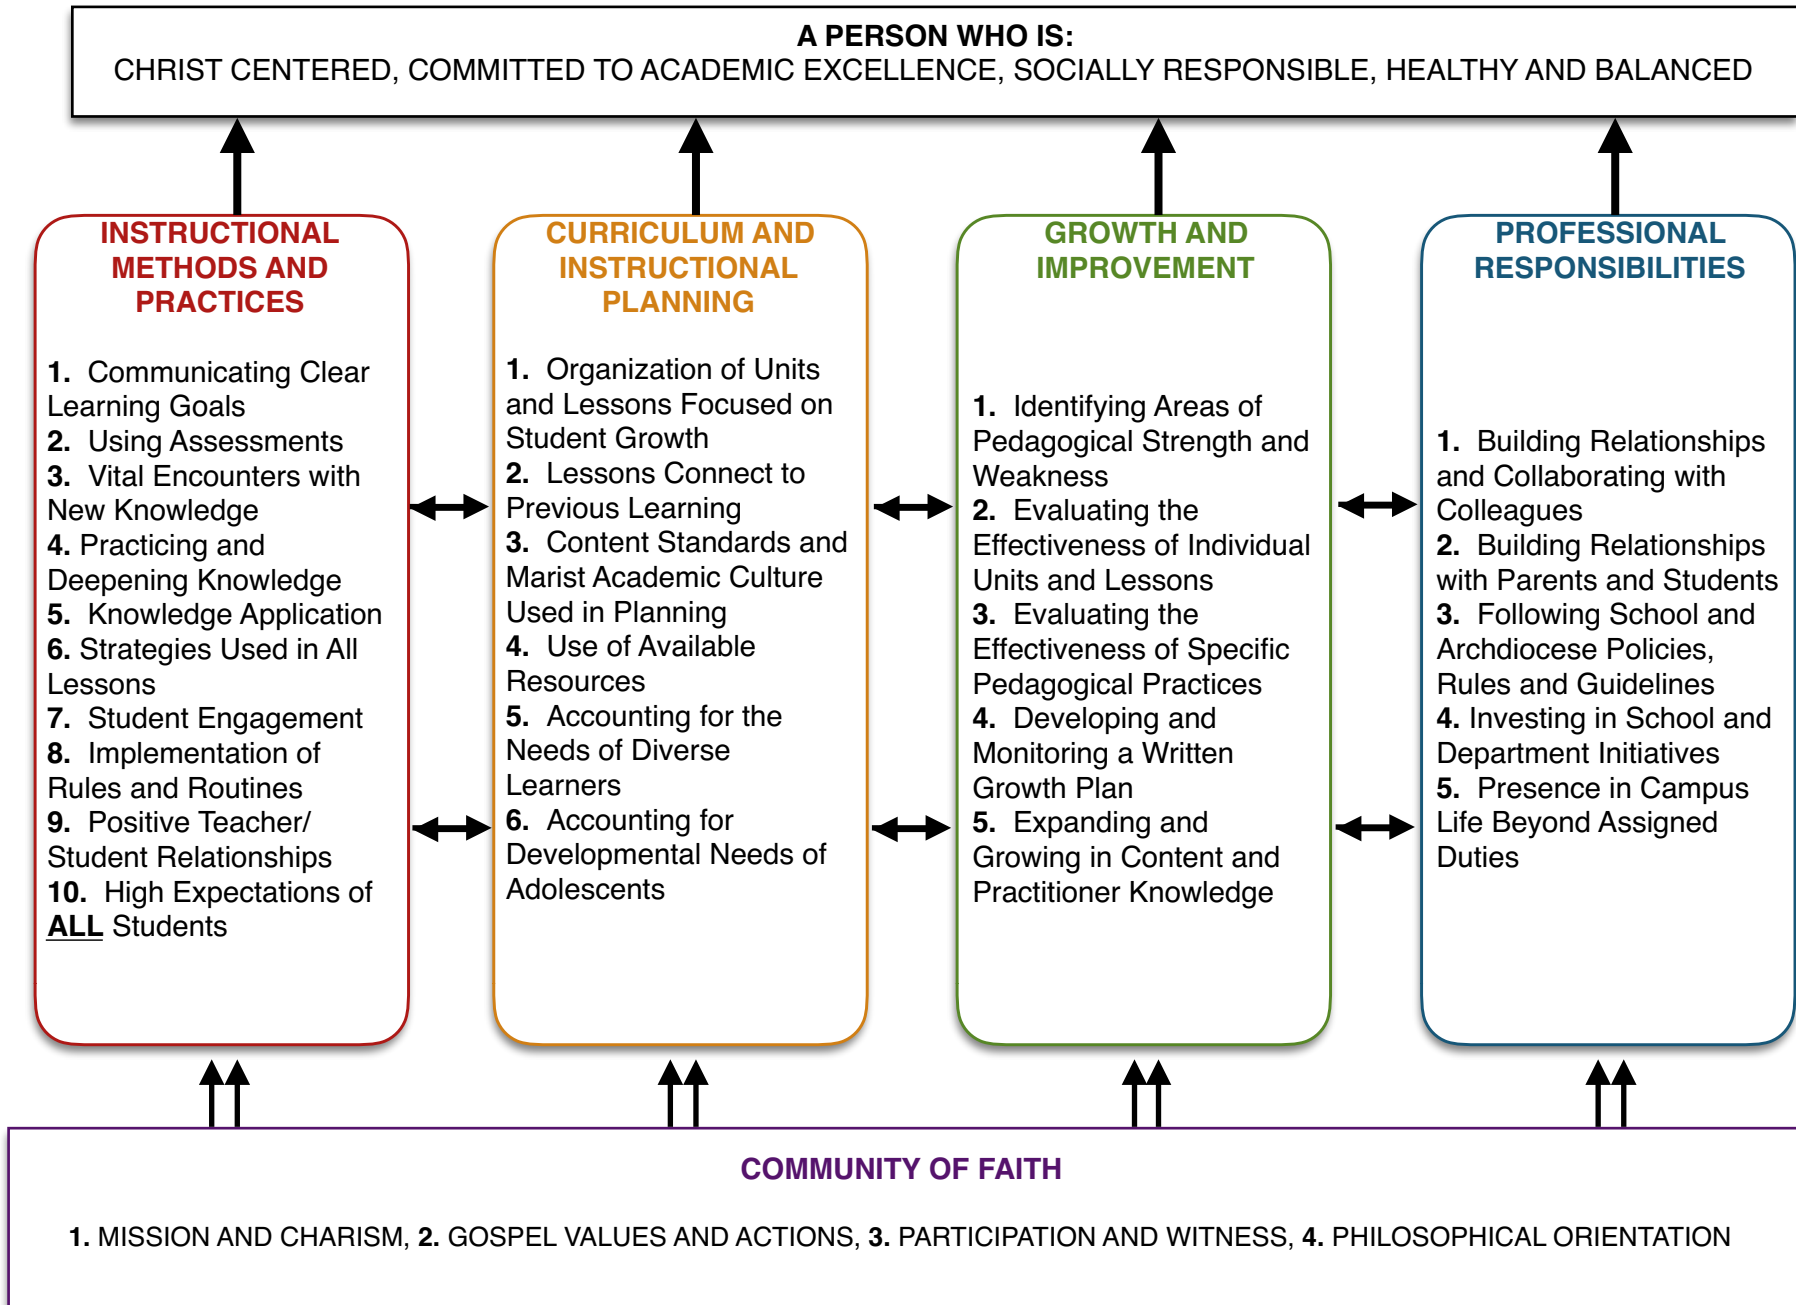 A PERSON WHO IS:
CHRIST CENTERED, COMMITTED TO ACADEMIC EXCELLENCE, SOCIALLY RESPONSIBLE, HEALTHY AND BALANCED
INSTRUCTIONAL
METHODS AND
PRACTICES
1. Communicating Clear
Learning Goals
2. Using Assessments
3. Vital Encounters with
New Knowledge
4. Practicing and
Deepening Knowledge
5. Knowledge Application
6. Strategies Used in All
Lessons
7. Student Engagement
8. Implementation of
Rules and Routines
9. Positive Teacher/
Student Relationships
10. High Expectations of
ALL Students
CURRICULUM AND
INSTRUCTIONAL
PLANNING
1. Organization of Units
and Lessons Focused on
Student Growth
2. Lessons Connect to
Previous Learning
3. Content Standards and
Marist Academic Culture
Used in Planning
4. Use of Available
Resources
5. Accounting for the
Needs of Diverse
Learners
6. Accounting for
Developmental Needs of
Adolescents
GROWTH AND
IMPROVEMENT
1. Identifying Areas of
Pedagogical Strength and
Weakness
2. Evaluating the
Effectiveness of Individual
Units and Lessons
3. Evaluating the
Effectiveness of Specific
Pedagogical Practices
4. Developing and
Monitoring a Written
Growth Plan
5. Expanding and
Growing in Content and
Practitioner Knowledge
PROFESSIONAL
RESPONSIBILITIES
1. Building Relationships
and Collaborating with
Colleagues
2. Building Relationships
with Parents and Students
3. Following School and
Archdiocese Policies,
Rules and Guidelines
4. Investing in School and
Department Initiatives
5. Presence in Campus
Life Beyond Assigned
Duties
COMMUNITY OF FAITH
1. MISSION AND CHARISM, 2. GOSPEL VALUES AND ACTIONS, 3. PARTICIPATION AND WITNESS, 4. PHILOSOPHICAL ORIENTATION